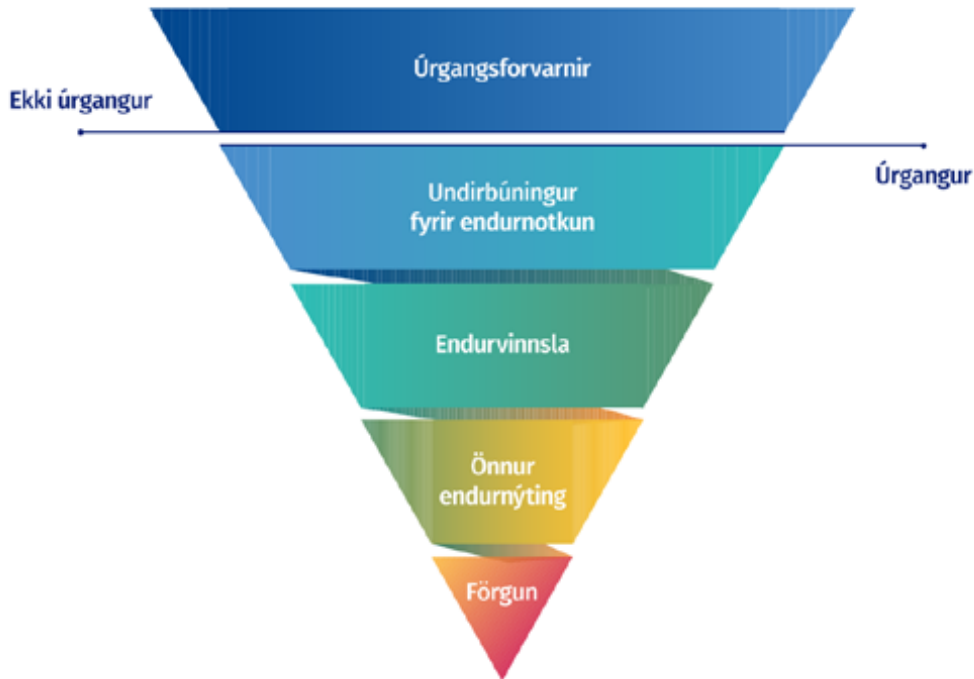 Úrgangsforvarnir
Ekki úrgangur
Úrgangur
Undirbúningur
fyrir endurnotkun
Endurvinnsla
Önnur
endurnýting
Förgun